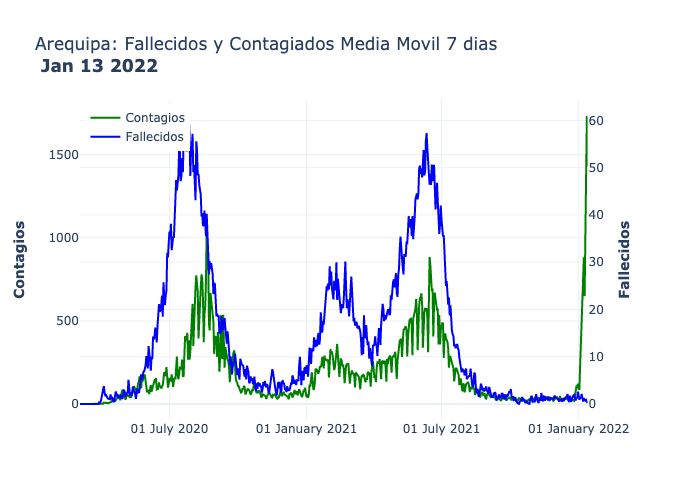 Arequipa: Fallecidos y Contagiados Media Movil 7 dias
Jan 13 2022
Contagios
Fallecidos
1500
1000
500
0
Contagios
60
50
40
30
20
10
0
Fallecidos
01 July 2020
01 January 2021
01 July 2021
01 January 2022